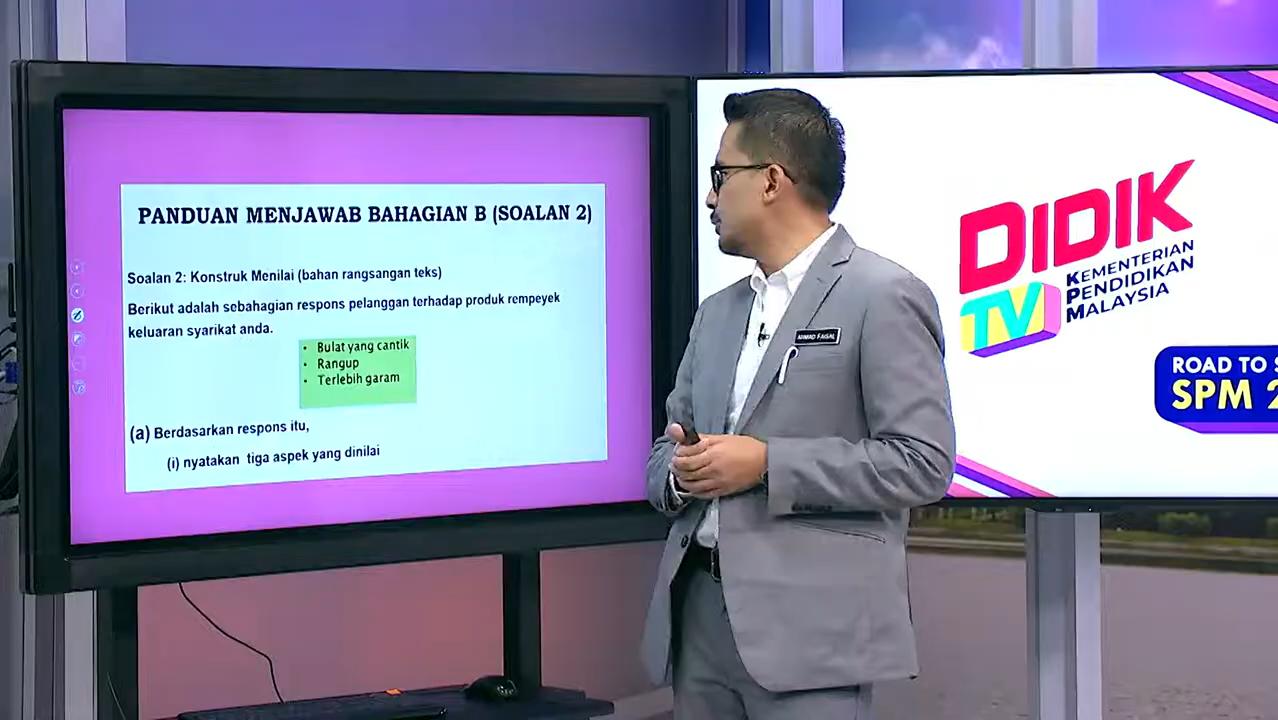 PANDUAN MENJAWAB BAHAGIAN B (SOALAN 2)
Soalan 2: Konstruk Menilai (bahan rangsangan teks)
Berikut adalah sebahagian respons pelanggan terhadap produk rempeyek
keluaran syarikat anda.
• Bulat yang cantik
• Rangup
• Terlebih garam
(a) Berdasarkan respons itu,
(i) nyatakan tiga aspek yang dinilai
AHMAD FAISAL
DIDIK
TV
KEMENTERIAN
PENDIDIKAN
MALAYSIA
ROAD TO S
SPM 2